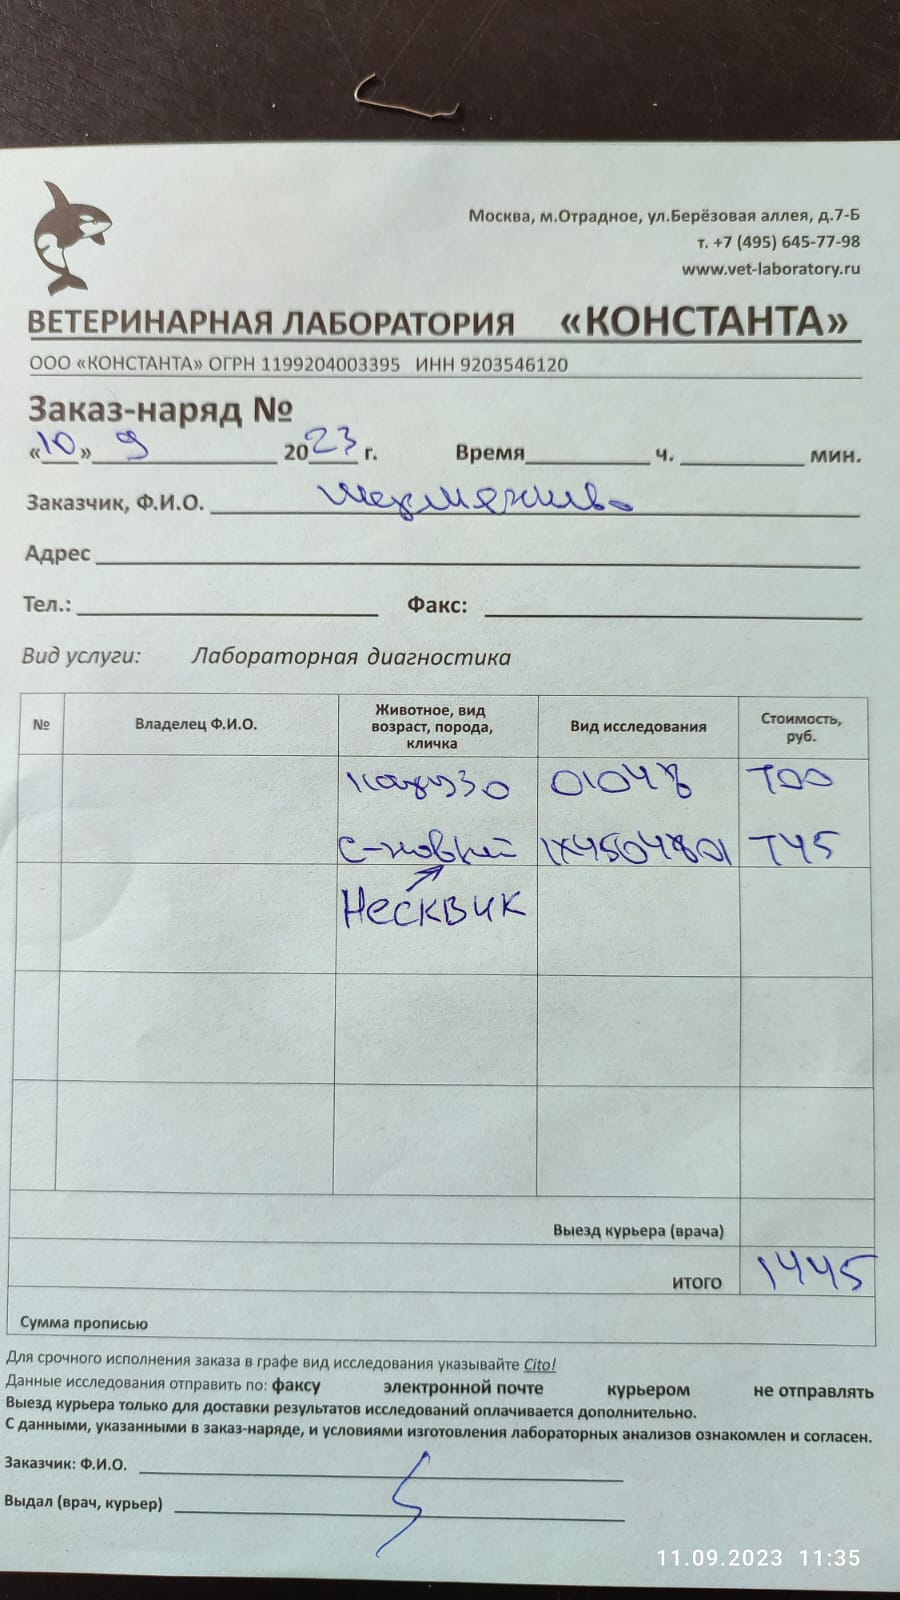 Москва, м.Отрадное, ул.Берёзовая аллея, д.7-Б
т. +7 (495) 645-77-98
www.vet-laboratory.ru
ВЕТЕРИНАРНАЯ ЛАБОРАТОРИЯ «КОНСТАНТА»
ООО «КОНСТАНТА» ОГРН 1199204003395 ИНН 9203546120
Заказ-наряд №
«10» 9 2023 г. Время ч. мин.
Заказчик, Ф.И.О.
Адрес
Тел.: Факс:
Вид услуги: Лабораторная диагностика
№ Владелец Ф.И.О. Животное, вид возраст, порода, кличка Вид исследования Стоимость, руб.
700
745
Несквик
Выезд курьера (врача)
ИТОГО 1445
Сумма прописью
Для срочного исполнения заказа в графе вид исследования указывайте Cito!
Данные исследования отправить по: факсу электронной почте курьером не отправлять
Выезд курьера только для доставки результатов исследований оплачивается дополнительно.
С данными, указанными в заказ-наряде, и условиями изготовления лабораторных анализов ознакомлен и согласен.
Заказчик: Ф.И.О.
Выдал (врач, курьер)
11.09.2023 11:35